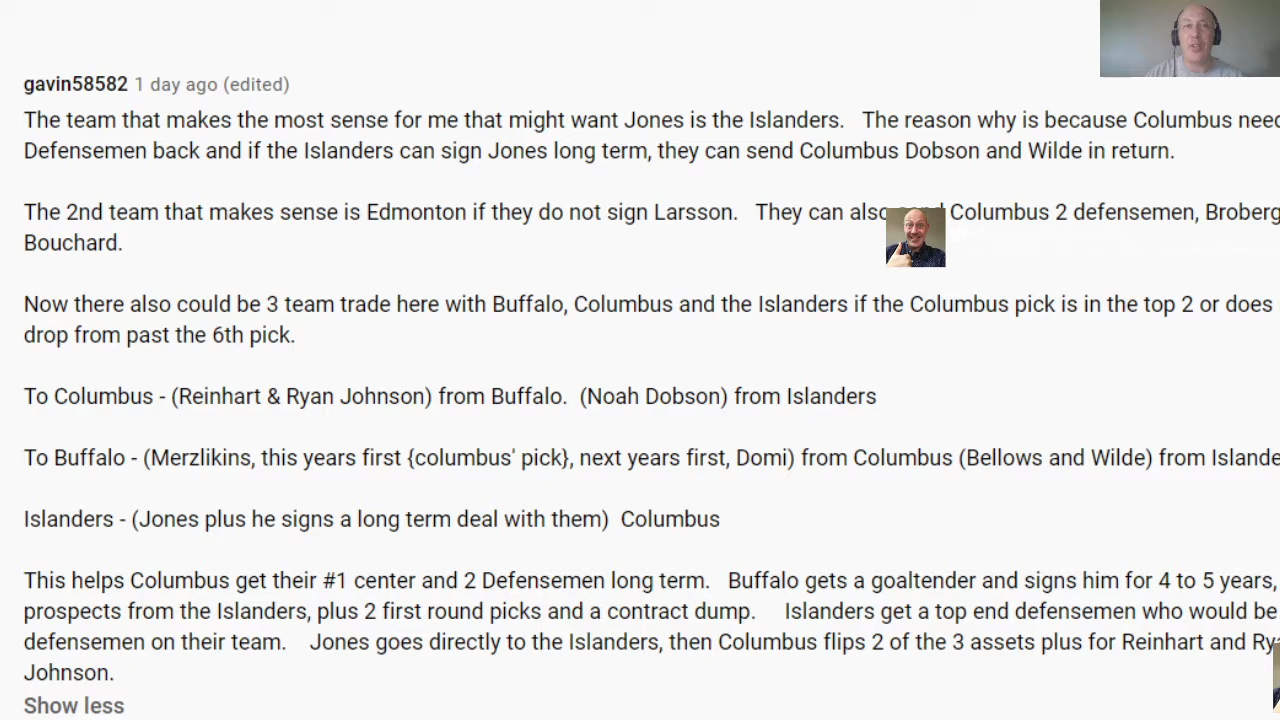 gavin58582 1 day ago (edited)
The team that makes the most sense for me that might want Jones is the Islanders. The reason why is because Columbus
Defensemen back and if the Islanders can sign Jones long term, they can send Columbus Dobson and Wilde in return.
The 2nd team that makes sense is Edmonton if they do not sign Larsson. They can Columbus 2 defensemen, Broberg
Bouchard.
Now there also could be 3 team trade here with Buffalo, Columbus and the Islanders if the Columbus pick is in the top 2 or does
drop from past the 6th pick.
To Columbus - (Reinhart & Ryan Johnson) from Buffalo. (Noah Dobson) from Islanders
To Buffalo - (Merzlikins, this years first {columbus' pick}, next years first, Domi) from Columbus (Bellows and Wilde) from
Islanders - (Jones plus he signs a long term deal with them) Columbus
This helps Columbus get their #1 center and 2 Defensemen long term. Buffalo gets a goaltender and signs him for 4 to 5 years,
prospects from the Islanders, plus 2 first round picks and a contract dump. Islanders get a top end defensemen who would be
defensemen on their team. Jones goes directly to the Islanders, then Columbus flips 2 of the 3 assets plus for Reinhart and
Johnson.
Show less